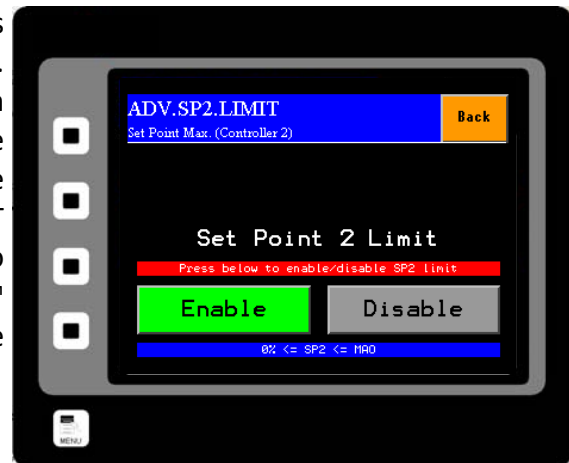 ADV.SP2.LIMIT
Set Point Max. (Controller 2)
Back
Set Point 2 Limit
Press below to enable/disable SP2 limit
Enable
Disable
0% <= SP2 <= MAO
MENU